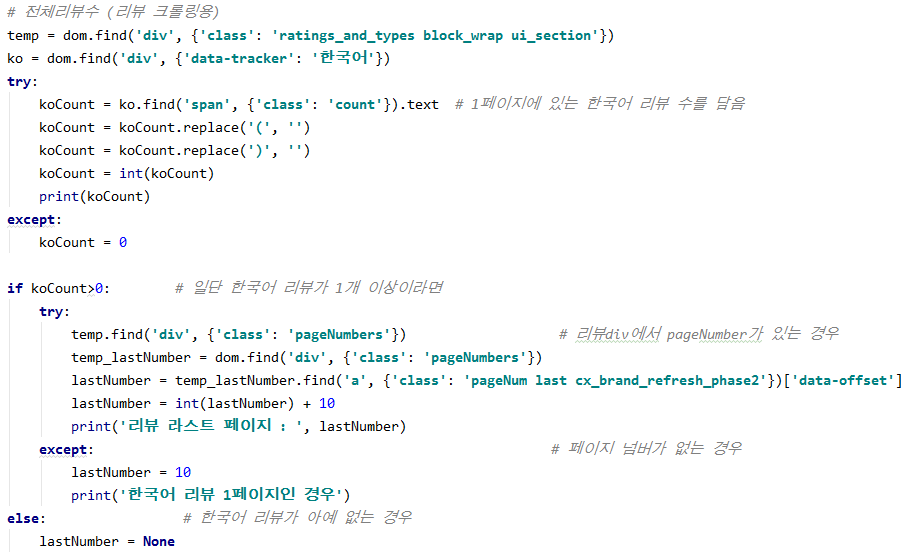 # 전체리뷰수 (리뷰 크롤링용)
temp = dom.find('div', {'class': 'ratings_and_types block_wrap ui_section'})
ko = dom.find('div', {'data-tracker': '한국어'})
try:
    koCount = ko.find('span', {'class': 'count'}).text  # 1페이지에 있는 한국어 리뷰 수를 담음
    koCount = koCount.replace('(', '')
    koCount = koCount.replace(')', '')
    koCount = int(koCount)
    print(koCount)
except:
    koCount = 0

if koCount>0:        # 일단 한국어 리뷰가 1개 이상이라면
    try:
        temp.find('div', {'class': 'pageNumbers'})                   # 리뷰div에서 pageNumber가 있는 경우
        temp_lastNumber = dom.find('div', {'class': 'pageNumbers'})
        lastNumber = temp_lastNumber.find('a', {'class': 'pageNum last cx_brand_refresh_phase2'})['data-offset']
        lastNumber = int(lastNumber) + 10
        print('리뷰 라스트 페이지 : ', lastNumber)
    except:                                                         # 페이지 넘버가 없는 경우
        lastNumber = 10
        print('한국어 리뷰 1페이지인 경우')
else:                 # 한국어 리뷰가 아예 없는 경우
    lastNumber = None